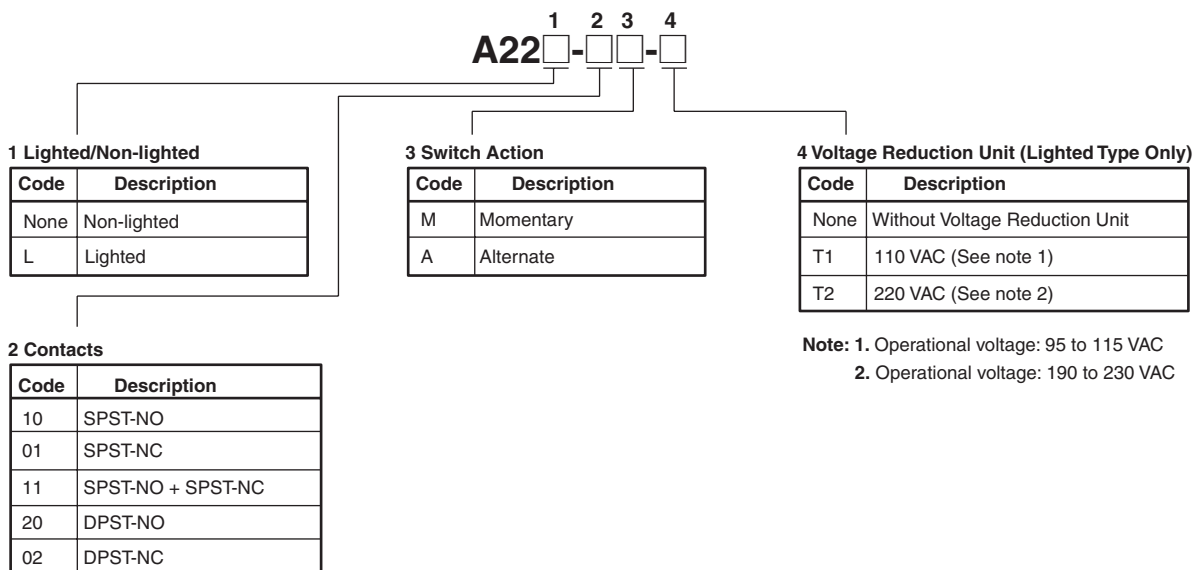 1 2 3 4
A22□-□□-□
1 Lighted/Non-lighted
Code Description
None Non-lighted
L Lighted
2 Contacts
Code Description
10 SPST-NO
01 SPST-NC
11 SPST-NO + SPST-NC
20 DPST-NO
02 DPST-NC
3 Switch Action
Code Description
M Momentary
A Alternate
4 Voltage Reduction Unit (Lighted Type Only)
Code Description
None Without Voltage Reduction Unit
T1 110 VAC (See note 1)
T2 220 VAC (See note 2)
Note: 1. Operational voltage: 95 to 115 VAC
2. Operational voltage: 190 to 230 VAC